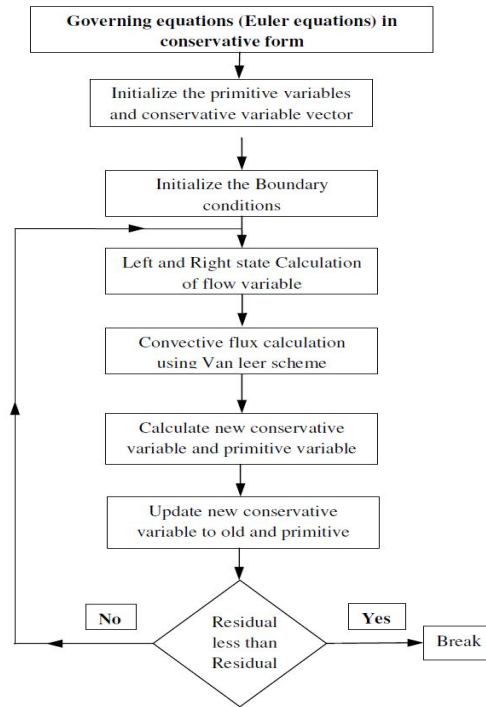 Governing equations (Euler equations) in
conservative form
Initialize the primitive variables
and conservative variable vector
Initialize the Boundary
conditions
Left and Right state Calculation
of flow variable
Convective flux calculation
using Van leer scheme
Calculate new conservative
variable and primitive variable
Update new conservative
variable to old and primitive
No
Yes
Residual
less than
Residual
Break